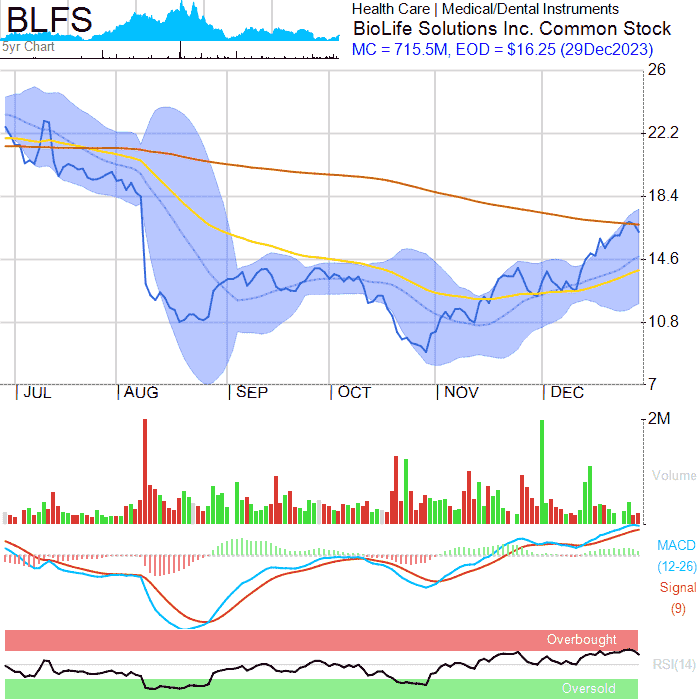 BLFS
5yr Chart
Health Care | Medical/Dental Instruments
BioLife Solutions Inc. Common Stock
MC = 715.5M, EOD = $16.25 (29Dec2023)
26
22.2
18.4
14.6
10.8
7
JUL AUG SEP OCT NOV DEC
2M
Volume
MACD
(12-26)
Signal
(9)
Overbought
RSI(14)
Oversold